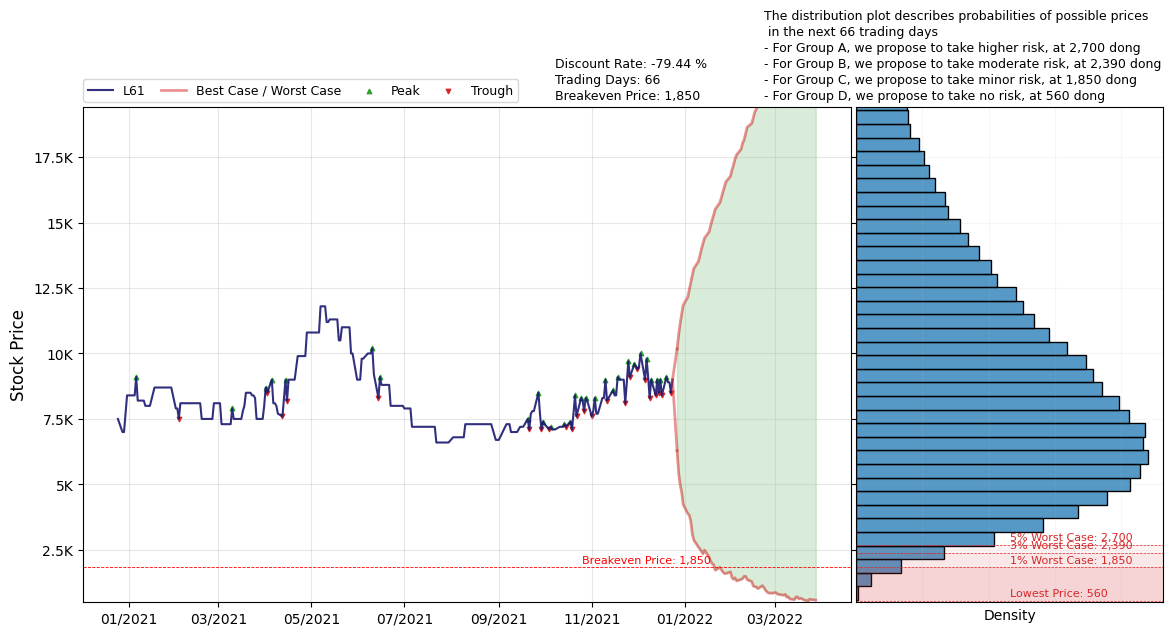 The distribution plot describes probabilities of possible prices
in the next 66 trading days
- For Group A, we propose to take higher risk, at 2,700 dong
- For Group B, we propose to take moderate risk, at 2,390 dong
- For Group C, we propose to take minor risk, at 1,850 dong
- For Group D, we propose to take no risk, at 560 dong
Discount Rate: -79.44 %
Trading Days: 66
Breakeven Price: 1,850
L61 Best Case / Worst Case Peak Trough
Stock Price
17.5K
15K
12.5K
10K
7.5K
5K
2.5K
Breakeven Price: 1,850
5% Worst Case: 2,700
3% Worst Case: 2,390
1% Worst Case: 1,850
Lowest Price: 560
01/2021 03/2021 05/2021 07/2021 09/2021 11/2021 01/2022 03/2022
Density